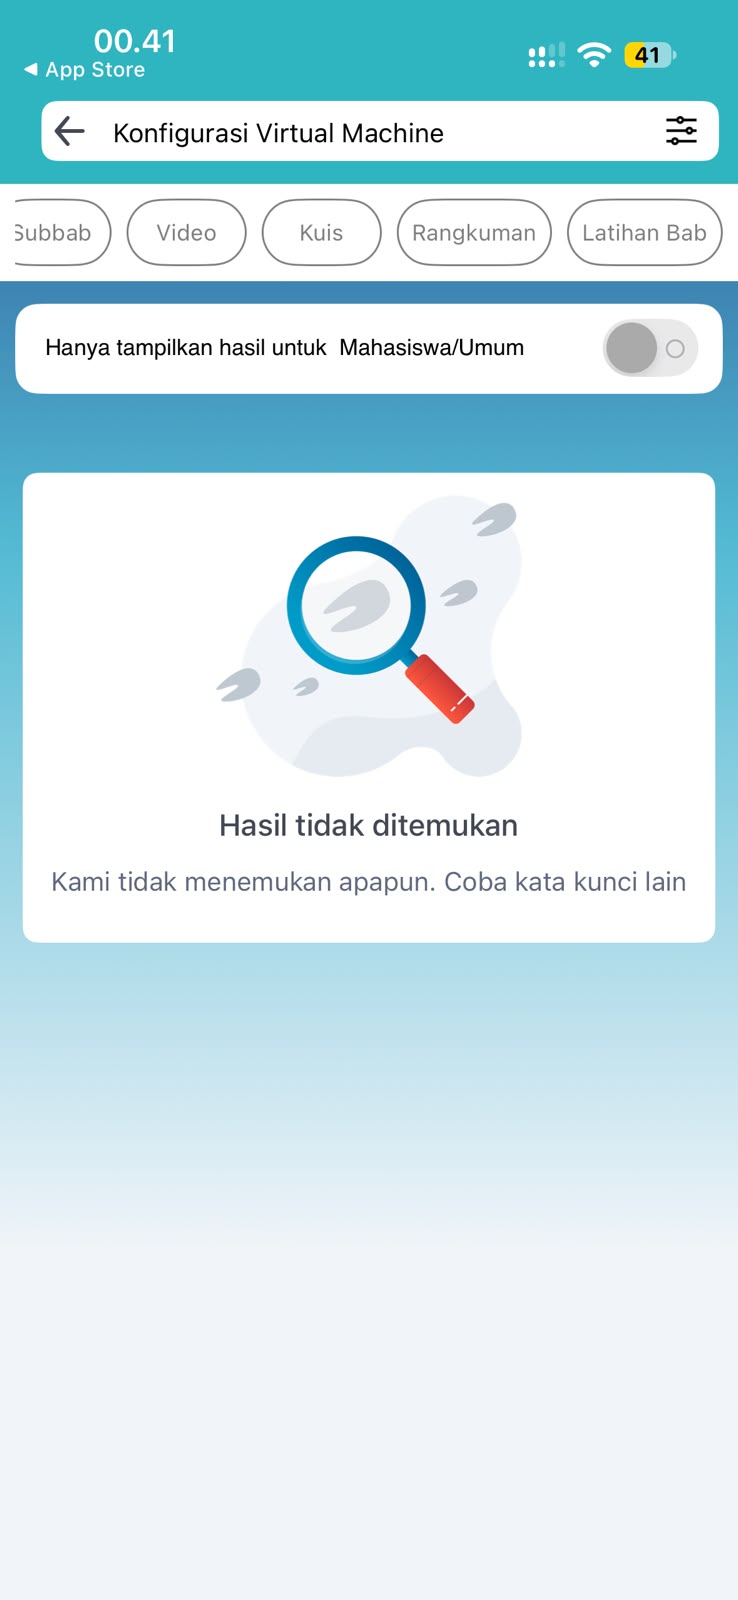 00.41
◀ App Store
41
Konfigurasi Virtual Machine
Subbab
Video
Kuis
Rangkuman
Latihan Bab
Hanya tampilkan hasil untuk Mahasiswa/Umum
Hasil tidak ditemukan
Kami tidak menemukan apapun. Coba kata kunci lain